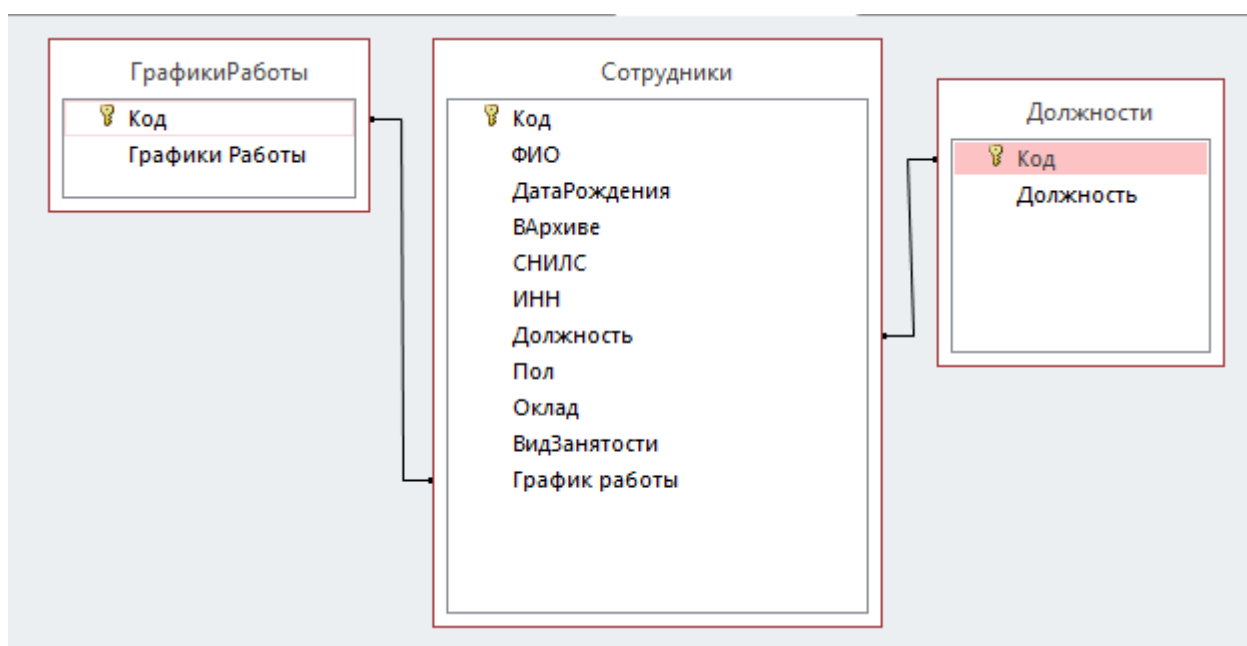 ГрафикиРаботы
Код
Графики Работы
Сотрудники
Код
ФИО
ДатаРождения
ВАрхиве
СНИЛС
ИНН
Должность
Пол
Оклад
ВидЗанятости
График работы
Должности
Код
Должность